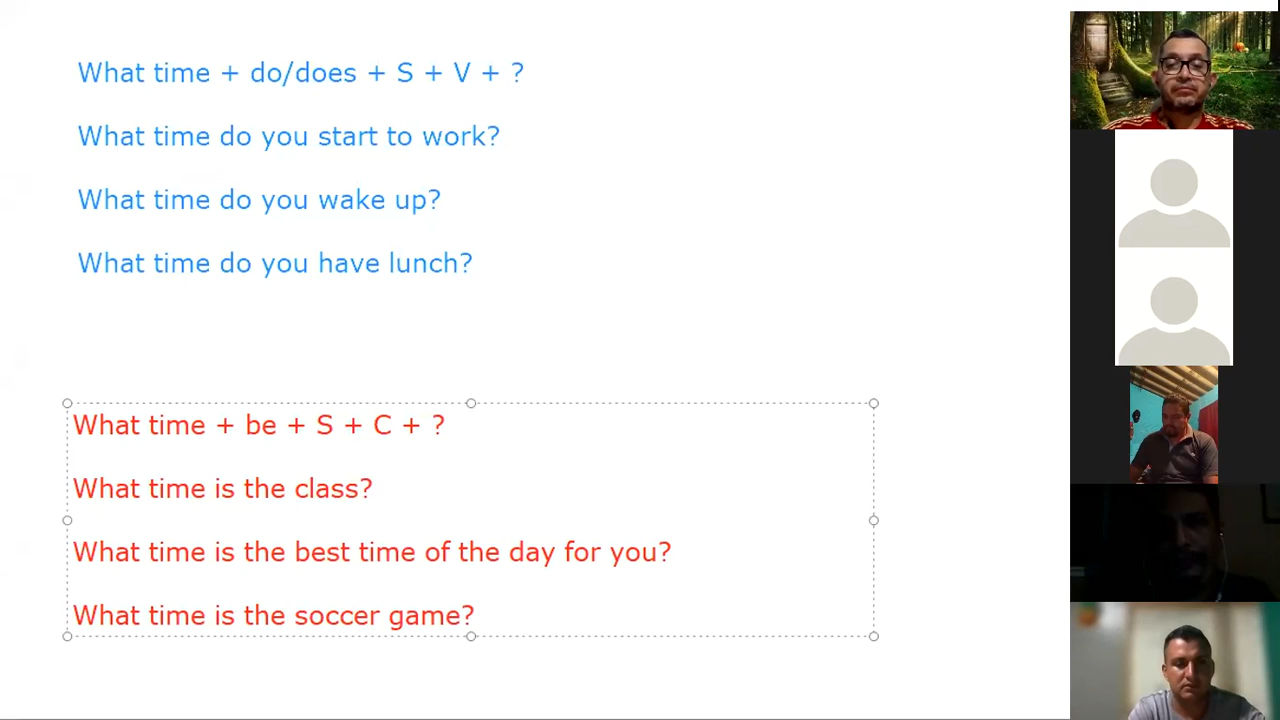 What time + do/does + S + V + ?
What time do you start to work?
What time do you wake up?
What time do you have lunch?
What time + be + S + C + ?
What time is the class?
What time is the best time of the day for you?
What time is the soccer game?